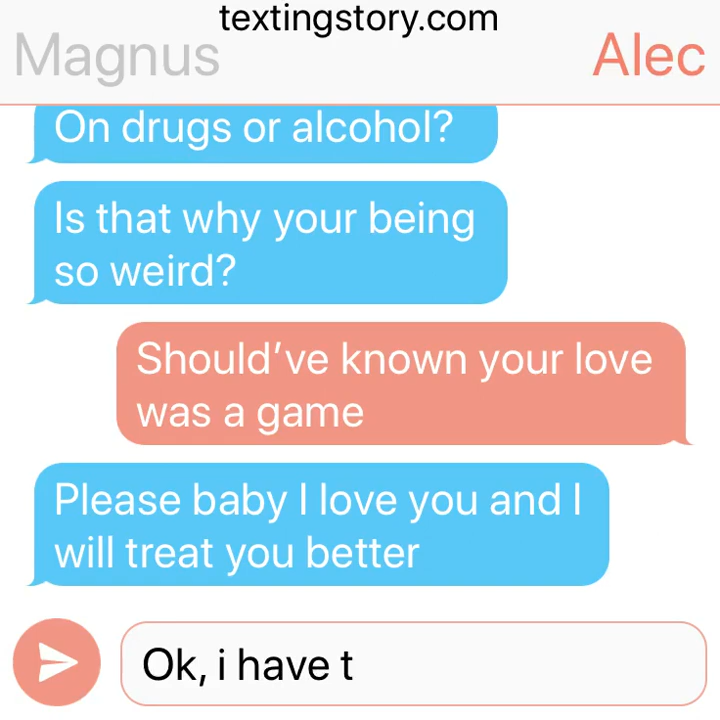 textingstory.com
Magnus
Alec
On drugs or alcohol?
Is that why your being
so weird?
Should’ve known your love
was a game
Please baby I love you and I
will treat you better
Ok, i have t